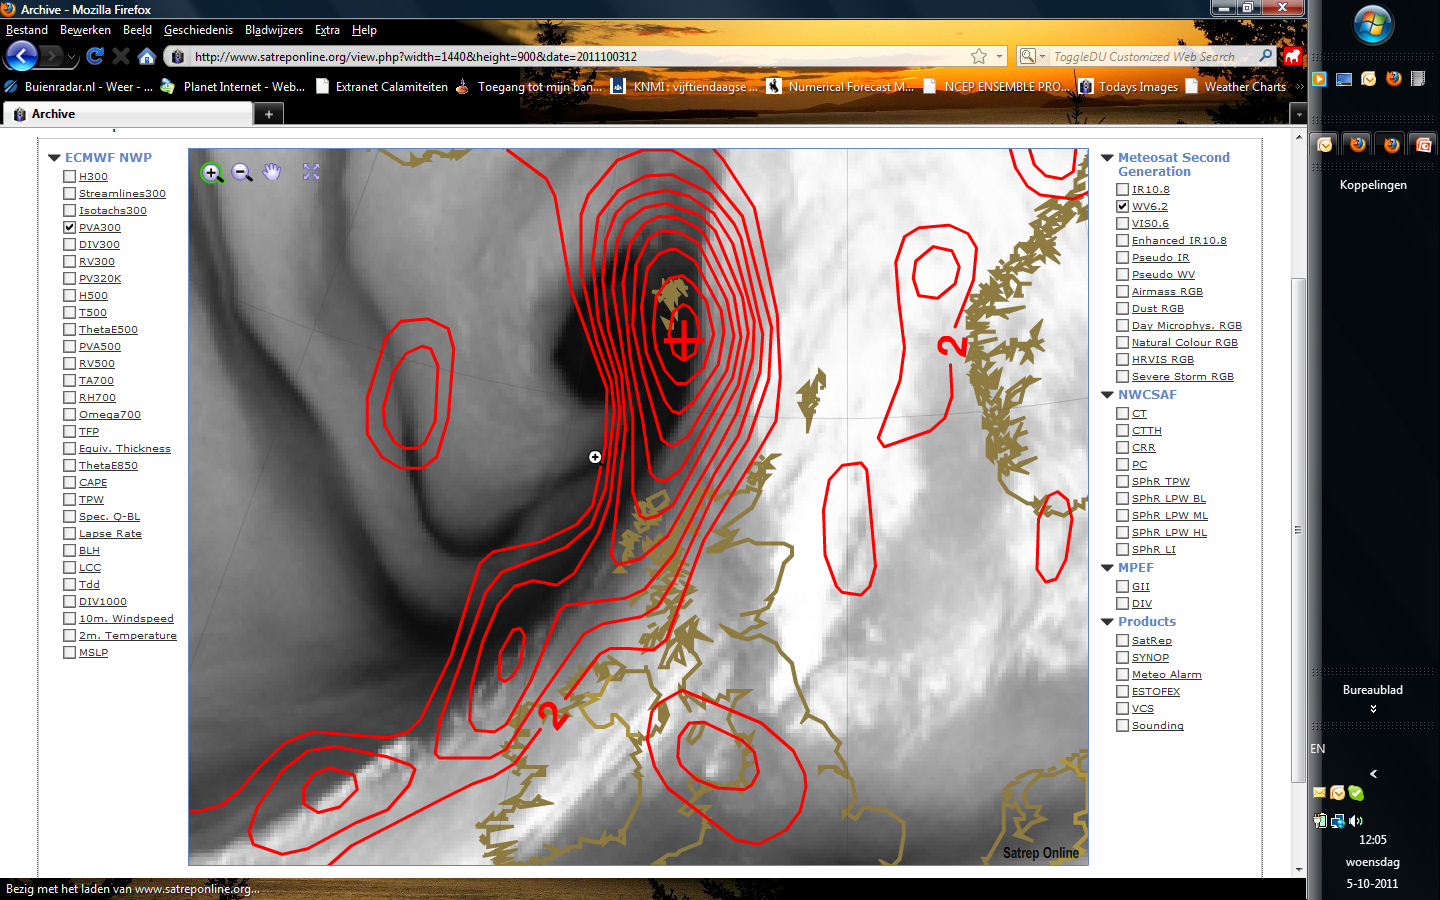 Archive - Mozilla Firefox
Bestand Bewerken Beeld Geschiedenis Bladwijzers Extra Help
http://www.satreponline.org/view.php?width=1440&height=900&date=2011100312
ToggleDU Customized Web Search
Buienradar.nl - Weer - ... Planet Internet - Web... Extranet Calamiteiten Toegang tot mijn ban... KNMI : vijftiendaagse ... Numerical Forecast M... NCEP ENSEMBLE PRO... Todays Images Weather Charts
Archive
ECMWF NWP
H300
Streamlines300
Isotachs300
PVA300
DIV300
RV300
PV320K
H500
T500
ThetaE500
PVA500
RV500
TA700
RH700
Omega700
TFP
Equiv. Thickness
ThetaE850
CAPE
TPW
Spec. Q-BL
Lapse Rate
BLH
LCC
Tdd
DIV1000
10m. Windspeed
2m. Temperature
MSLP
2
2
Satrep Online
Meteosat Second
Generation
IR10.8
WV6.2
VIS0.6
Enhanced IR10.8
Pseudo IR
Pseudo WV
Airmass RGB
Dust RGB
Day Microphys. RGB
Natural Colour RGB
HRVIS RGB
Severe Storm RGB
NWCSAF
CT
CTTH
CRR
PC
SPhR TPW
SPhR LPW BL
SPhR LPW ML
SPhR LPW HL
SPhR LI
MPEF
GII
DIV
Products
SatRep
SYNOP
Meteo Alarm
ESTOFEX
VCS
Sounding
Koppelingen
Bureaublad
EN
12:05
woensdag
5-10-2011
Bezig met het laden van www.satreponline.org...